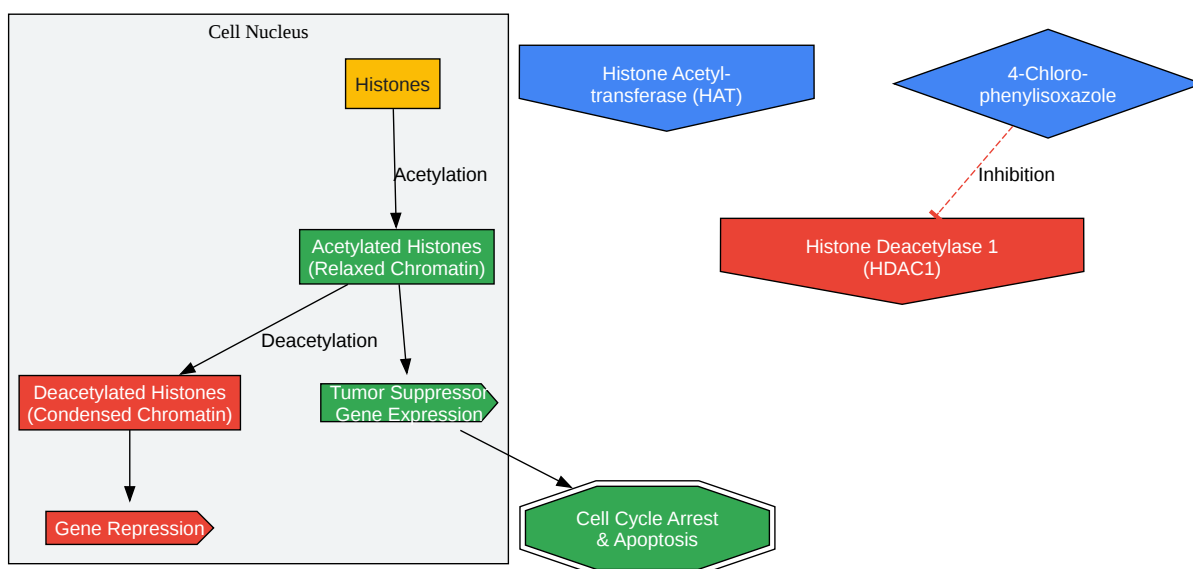 Cell Nucleus
Histones
Histone Acetyl-
transferase (HAT)
4-Chloro-
phenylisoxazole
Acetylation
Inhibition
Acetylated Histones
(Relaxed Chromatin)
Histone Deacetylase 1
(HDAC1)
Deacetylation
Deacetylated Histones
(Condensed Chromatin)
Tumor Suppressor
Gene Expression
Gene Repression
Cell Cycle Arrest
& Apoptosis